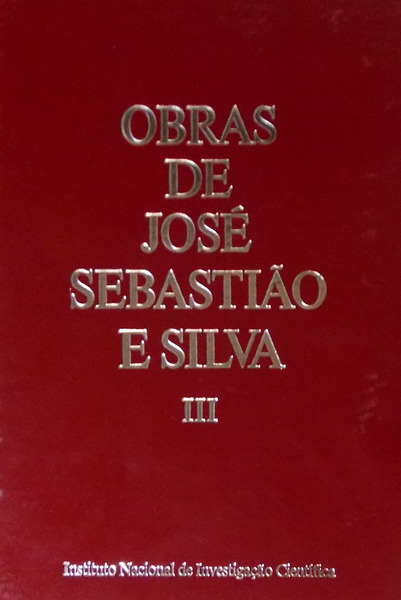 OBRAS
DE
JOSÉ
SEBASTIÃO
E SILVA
III
Instituto Nacional de Investigação Científica